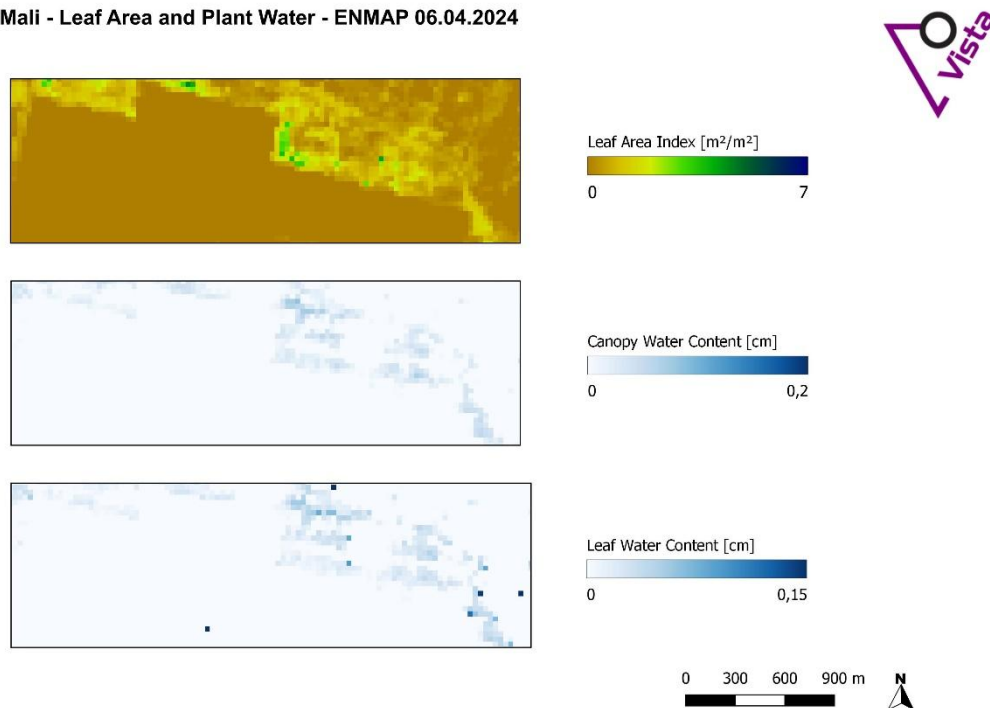 Mali - Leaf Area and Plant Water - ENMAP 06.04.2024
Vista
Leaf Area Index [m²/m²]
0 7
Canopy Water Content [cm]
0 0,2
Leaf Water Content [cm]
0 0,15
0 300 600 900 m
N